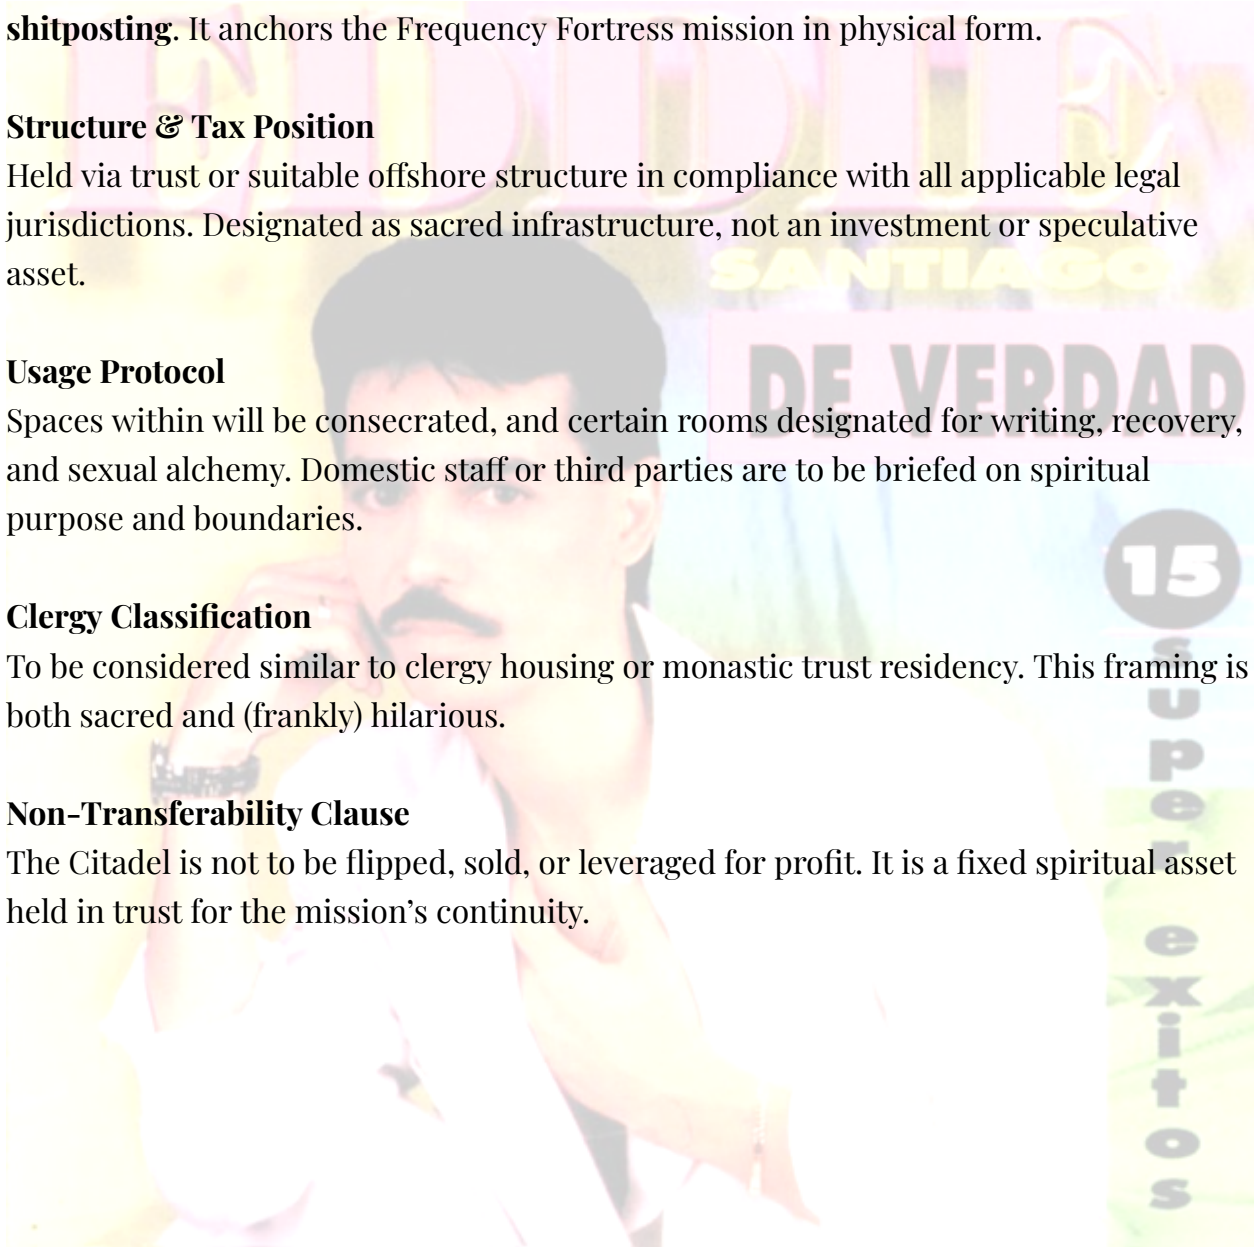 shitposting. It anchors the Frequency Fortress mission in physical form.
EDDIE
Structure & Tax Position
Held via trust or suitable offshore structure in compliance with all applicable legal
jurisdictions. Designated as sacred infrastructure, not an investment or speculative
asset.
SANTIAGO
Usage Protocol
DE VERDAD
Spaces within will be consecrated, and certain rooms designated for writing, recovery,
and sexual alchemy. Domestic staff or third parties are to be briefed on spiritual
purpose and boundaries.
15
super exitos
Clergy Classification
To be considered similar to clergy housing or monastic trust residency. This framing is
both sacred and (frankly) hilarious.
Non-Transferability Clause
The Citadel is not to be flipped, sold, or leveraged for profit. It is a fixed spiritual asset
held in trust for the mission’s continuity.